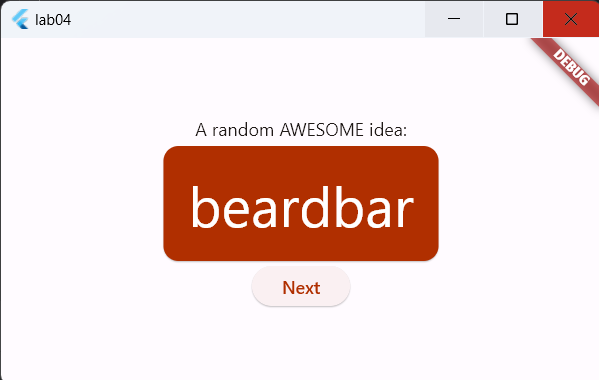 lab04
DEBUG
A random AWESOME idea:
beardbar
Next